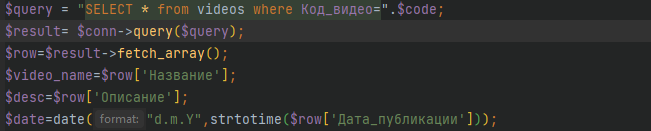 $query = "SELECT * from videos where Код_видео=".$code;
$result= $conn->query($query);
$row=$result->fetch_array();
$video_name=$row['Название'];
$desc=$row['Описание'];
$date=date( format: "d.m.Y",strtotime($row['Дата_публикации']));